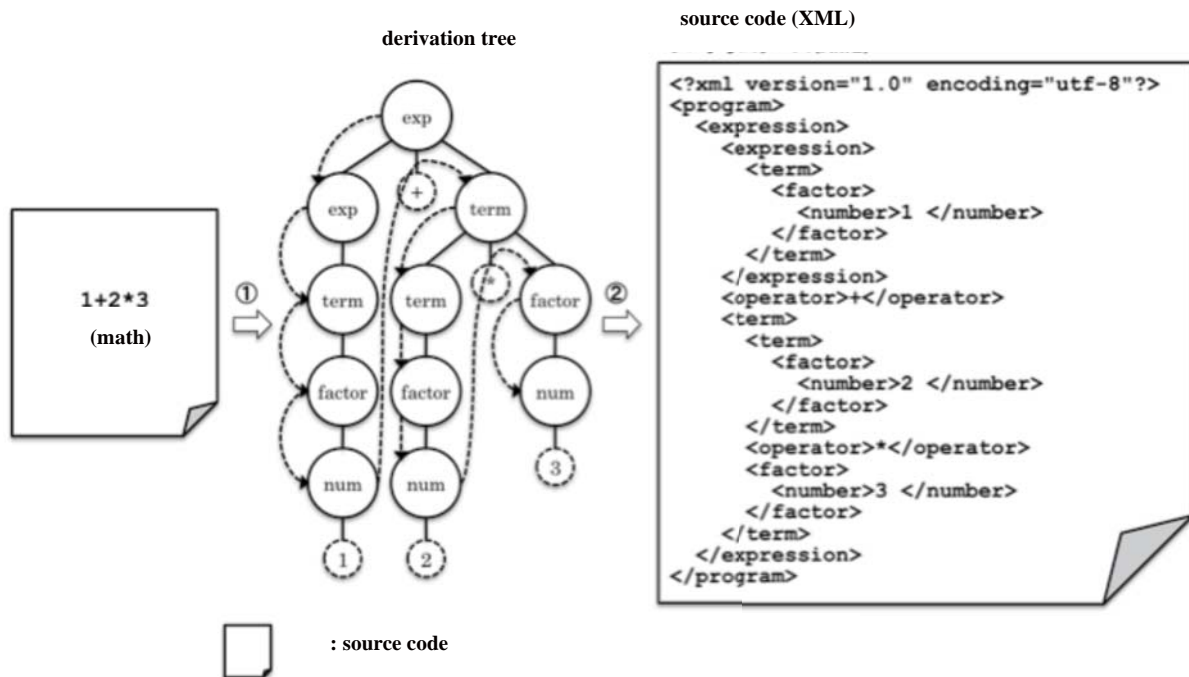 source code (XML)
derivation tree
1+2*3
(math)
①
exp
+
exp
term
*
term
term
factor
factor
factor
num
num
num
3
1
2
②
<?xml version="1.0" encoding="utf-8"?>
<program>
<expression>
<expression>
<term>
<factor>
<number>1 </number>
</factor>
</term>
</expression>
<operator>+</operator>
<term>
<term>
<factor>
<number>2 </number>
</factor>
</term>
<operator>*</operator>
<factor>
<number>3 </number>
</factor>
</term>
</expression>
</program>
: source code